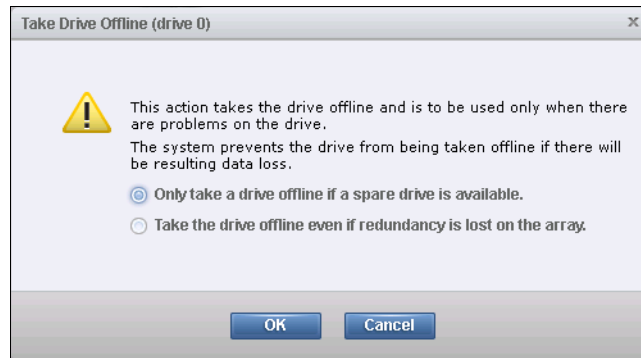 Take Drive Offline (drive 0)
x
This action takes the drive offline and is to be used only when there
are problems on the drive.
The system prevents the drive from being taken offline if there will
be resulting data loss.
Only take a drive offline if a spare drive is available.
Take the drive offline even if redundancy is lost on the array.
OK Cancel